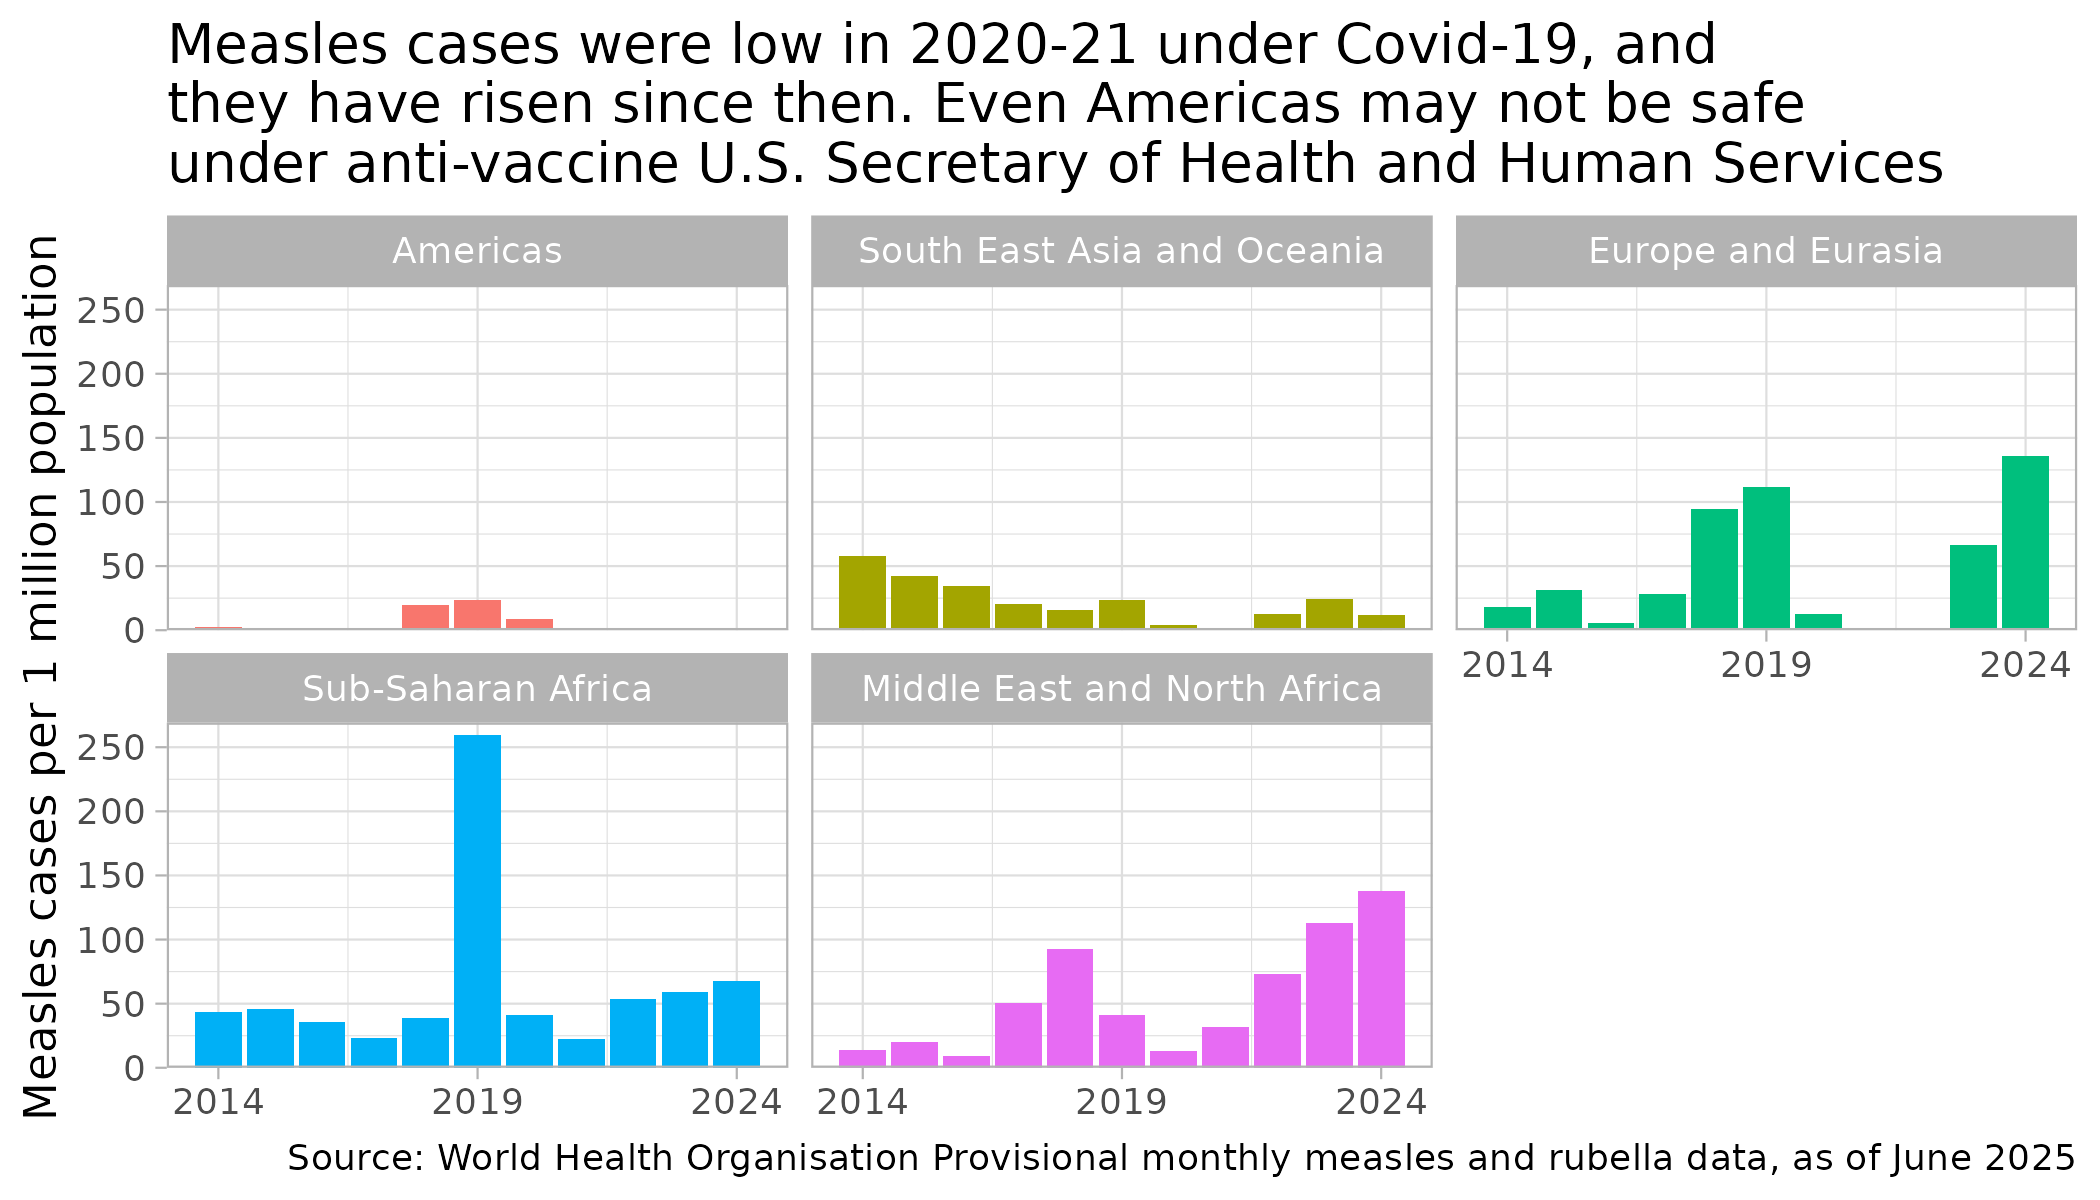 Measles cases were low in 2020-21 under Covid-19, and
they have risen since then. Even Americas may not be safe
under anti-vaccine U.S. Secretary of Health and Human Services
Measles cases per 1 million population
Americas
South East Asia and Oceania
Europe and Eurasia
250
200
150
100
50
0
2014 2019 2024
Sub-Saharan Africa
Middle East and North Africa
250
200
150
100
50
0
2014 2019 2024
2014 2019 2024
Source: World Health Organisation Provisional monthly measles and rubella data, as of June 2025